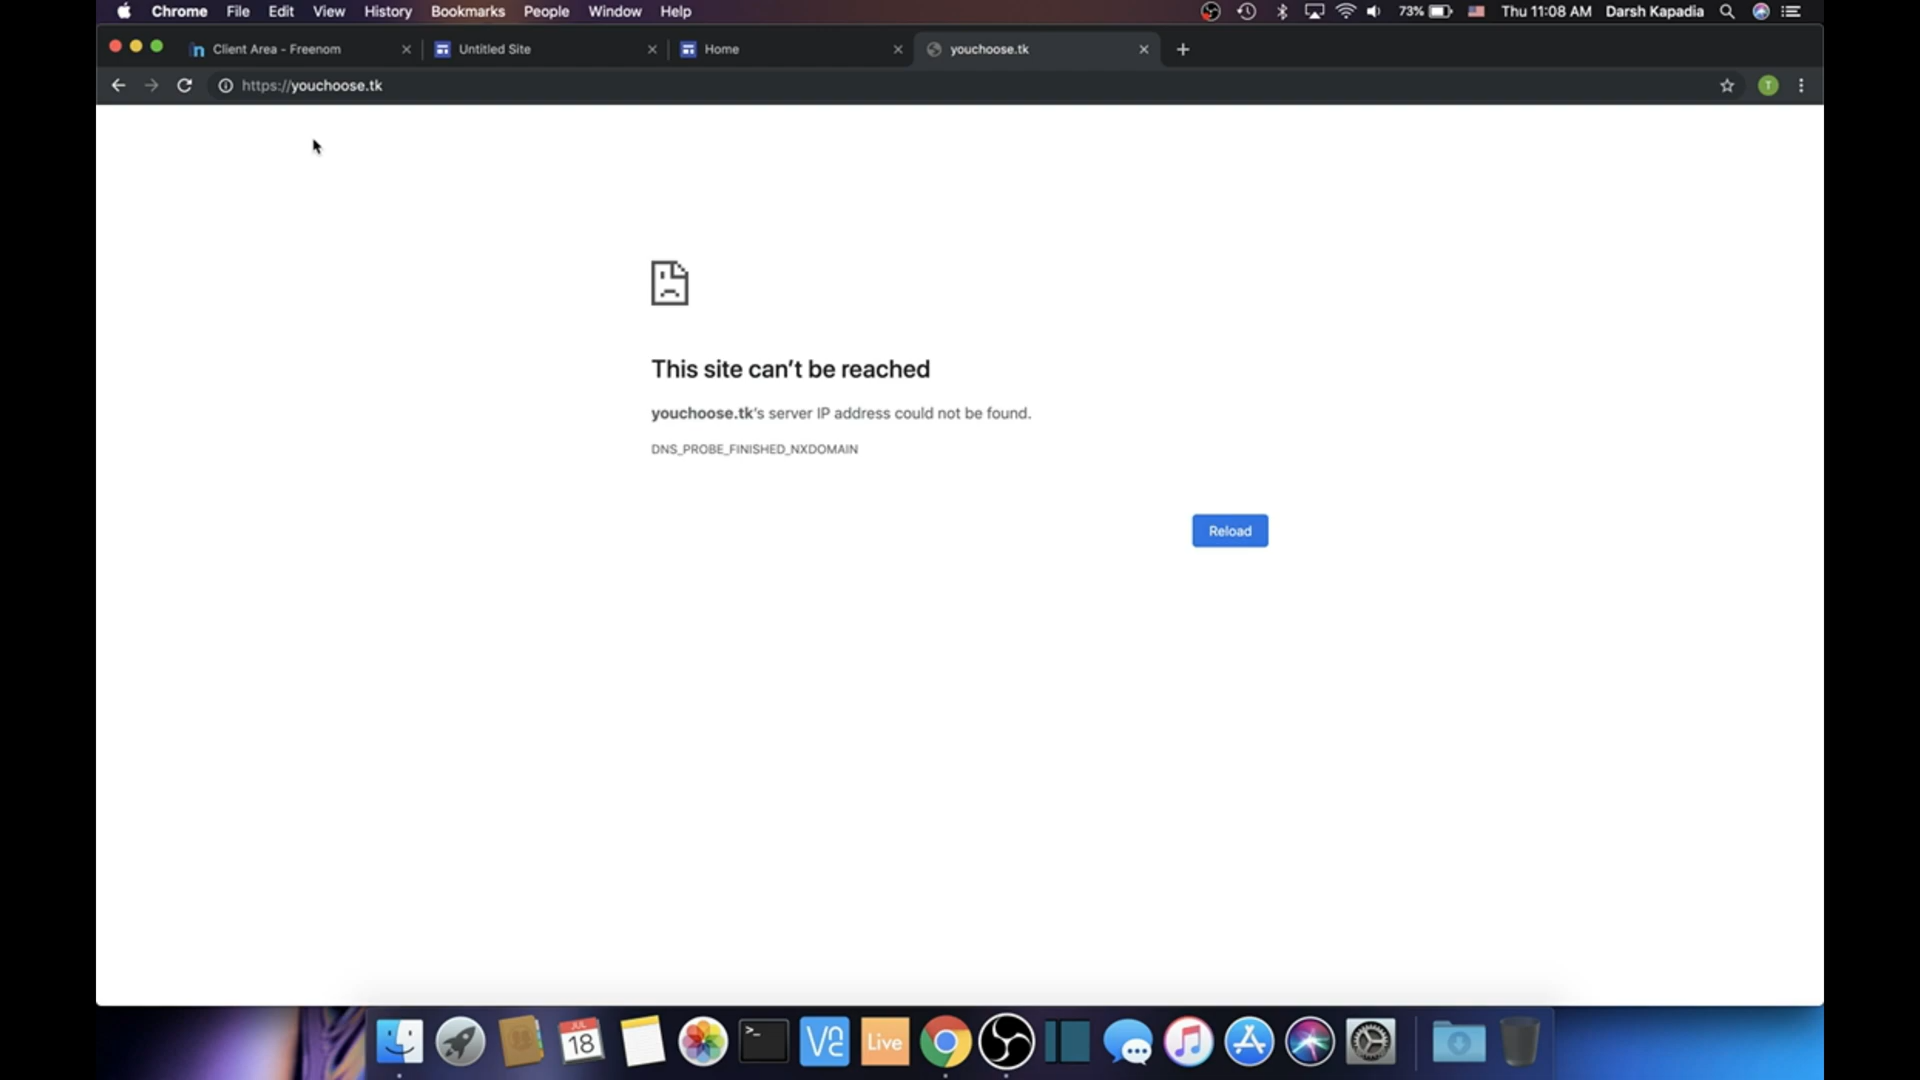 Chrome File Edit View History Bookmarks People Window Help 73% Thu 11:08 AM Darsh Kapadia
Client Area - Freenom Untitled Site Home youchoose.tk
https://youchoose.tk T
This site can’t be reached
youchoose.tk’s server IP address could not be found.
DNS_PROBE_FINISHED_NXDOMAIN
Reload
JUL
18
>_
V2
Live